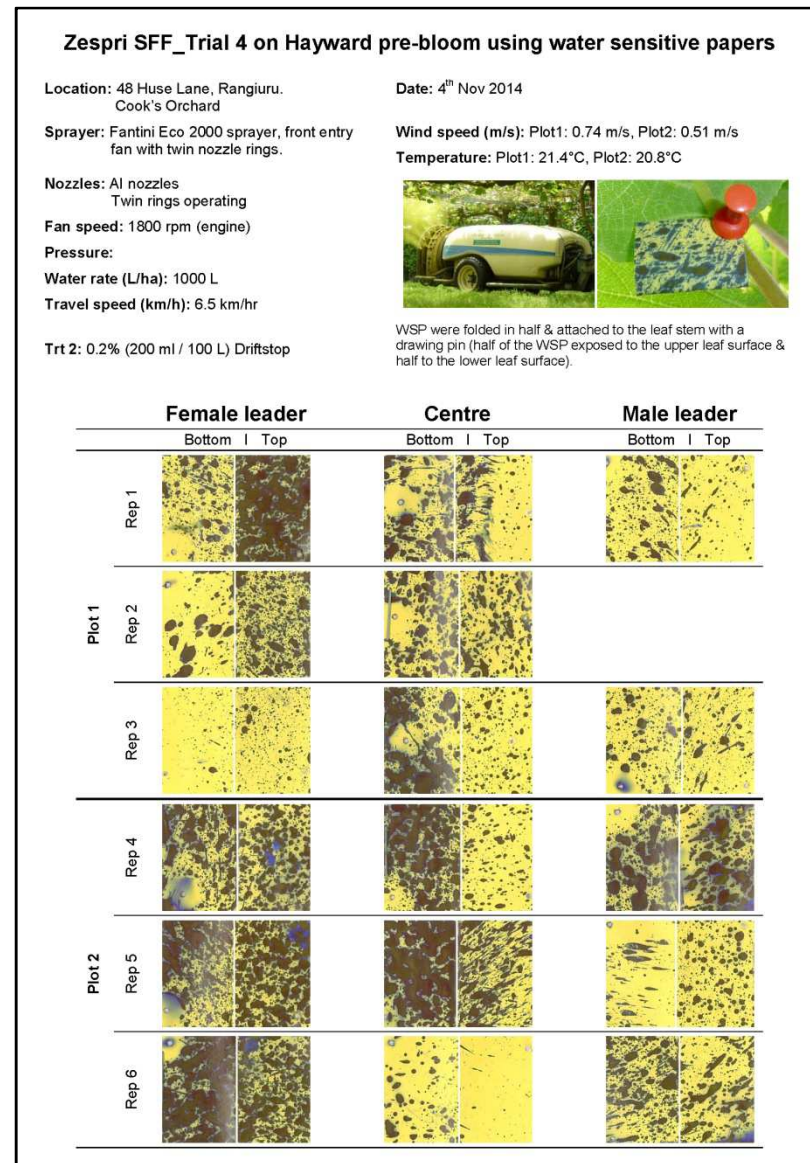 Zespri SFF_Trial 4 on Hayward pre-bloom using water sensitive papers
Location: 48 Huse Lane, Rangiuru.
Cook's Orchard
Date: 4th Nov 2014
Sprayer: Fantini Eco 2000 sprayer, front entry
fan with twin nozzle rings.
Wind speed (m/s): Plot1: 0.74 m/s, Plot2: 0.51 m/s
Temperature: Plot1: 21.4°C, Plot2: 20.8°C
Nozzles: AI nozzles
Twin rings operating
Fan speed: 1800 rpm (engine)
Pressure:
Water rate (L/ha): 1000 L
Travel speed (km/h): 6.5 km/hr
Trt 2: 0.2% (200 ml / 100 L) Driftstop
WSP were folded in half & attached to the leaf stem with a
drawing pin (half of the WSP exposed to the upper leaf surface &
half to the lower leaf surface).
Female leader Centre Male leader
Bottom I Top Bottom I Top Bottom I Top
Plot 1
Rep 1
Rep 2
Rep 3
Plot 2
Rep 4
Rep 5
Rep 6